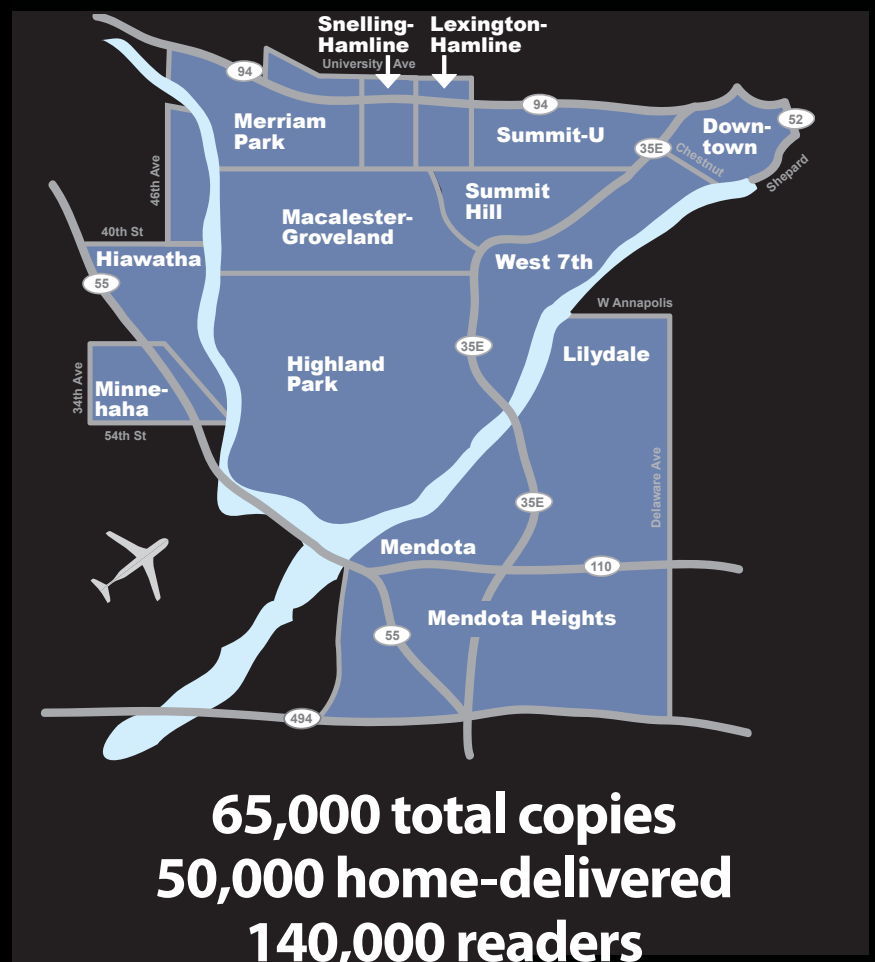 Snelling-
Hamline
Lexington-
Hamline
University Ave
94
94
52
Merriam
Park
Summit-U
Down-
town
35E
Chestnut
Shepard
46th Ave
Summit
Hill
Macalester-
Groveland
40th St
Hiawatha
West 7th
55
W Annapolis
35E
Lilydale
Highland
Park
34th Ave
Minne-
haha
54th St
Delaware Ave
35E
Mendota
110
Mendota Heights
55
494
65,000 total copies
50,000 home-delivered
140,000 readers